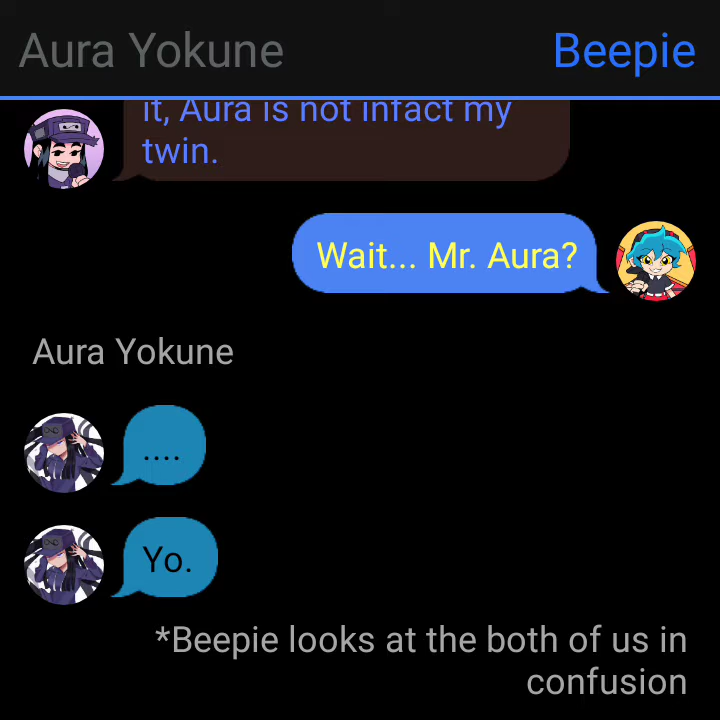 Aura Yokune Beepie
it, Aura is not infact my
twin.
Wait... Mr. Aura?
Aura Yokune
....
Yo.
*Beepie looks at the both of us in
confusion